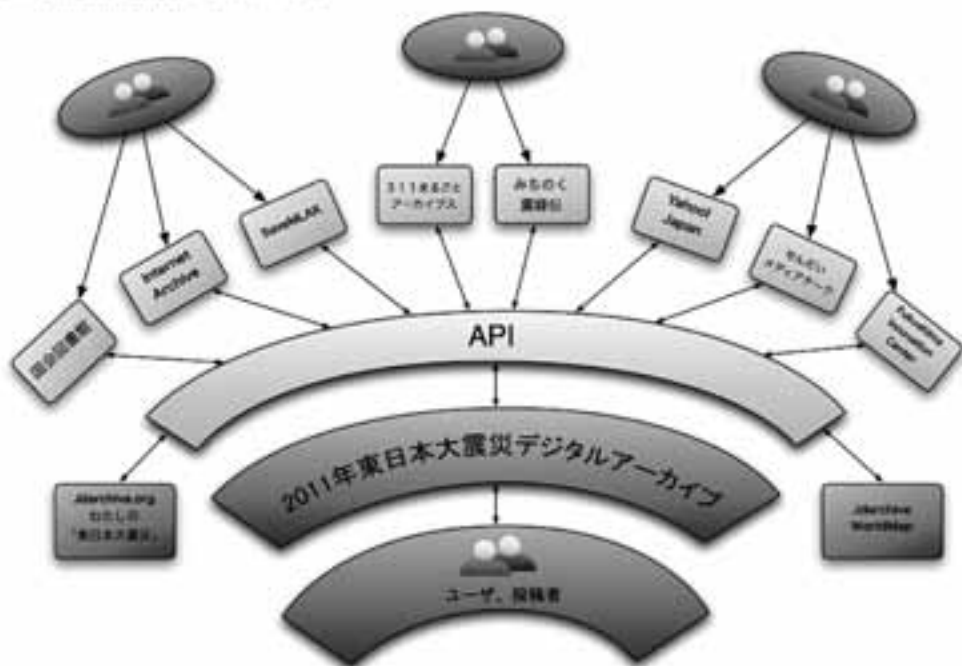 311まるごと
アーカイブス
みちのく
震録伝
Yahoo!
Japan
saveMLAK
Internet
Archive
せんだい
メディアテーク
国会図書館
Fukushima
Innovation
Center
API
2011年東日本大震災デジタルアーカイブ
Jdarchive.org
わたしの
「東日本大震災」
Jdarchive
WorldMap
ユーザ、投稿者